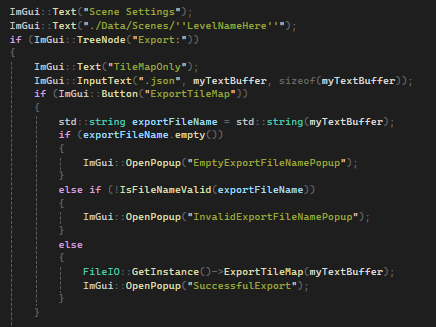 ImGui::Text("Scene Settings");
ImGui::Text("./Data/Scenes/''LevelNameHere''");
if (ImGui::TreeNode("Export:"))
{
ImGui::Text("TileMapOnly");
ImGui::InputText(".json", myTextBuffer, sizeof(myTextBuffer));
if (ImGui::Button("ExportTileMap"))
{
std::string exportFileName = std::string(myTextBuffer);
if (exportFileName.empty())
{
ImGui::OpenPopup("EmptyExportFileNamePopup");
}
else if (!IsFileNameValid(exportFileName))
{
ImGui::OpenPopup("InvalidExportFileNamePopup");
}
else
{
FileIO::GetInstance()->ExportTileMap(myTextBuffer);
ImGui::OpenPopup("SuccessfulExport");
}
}